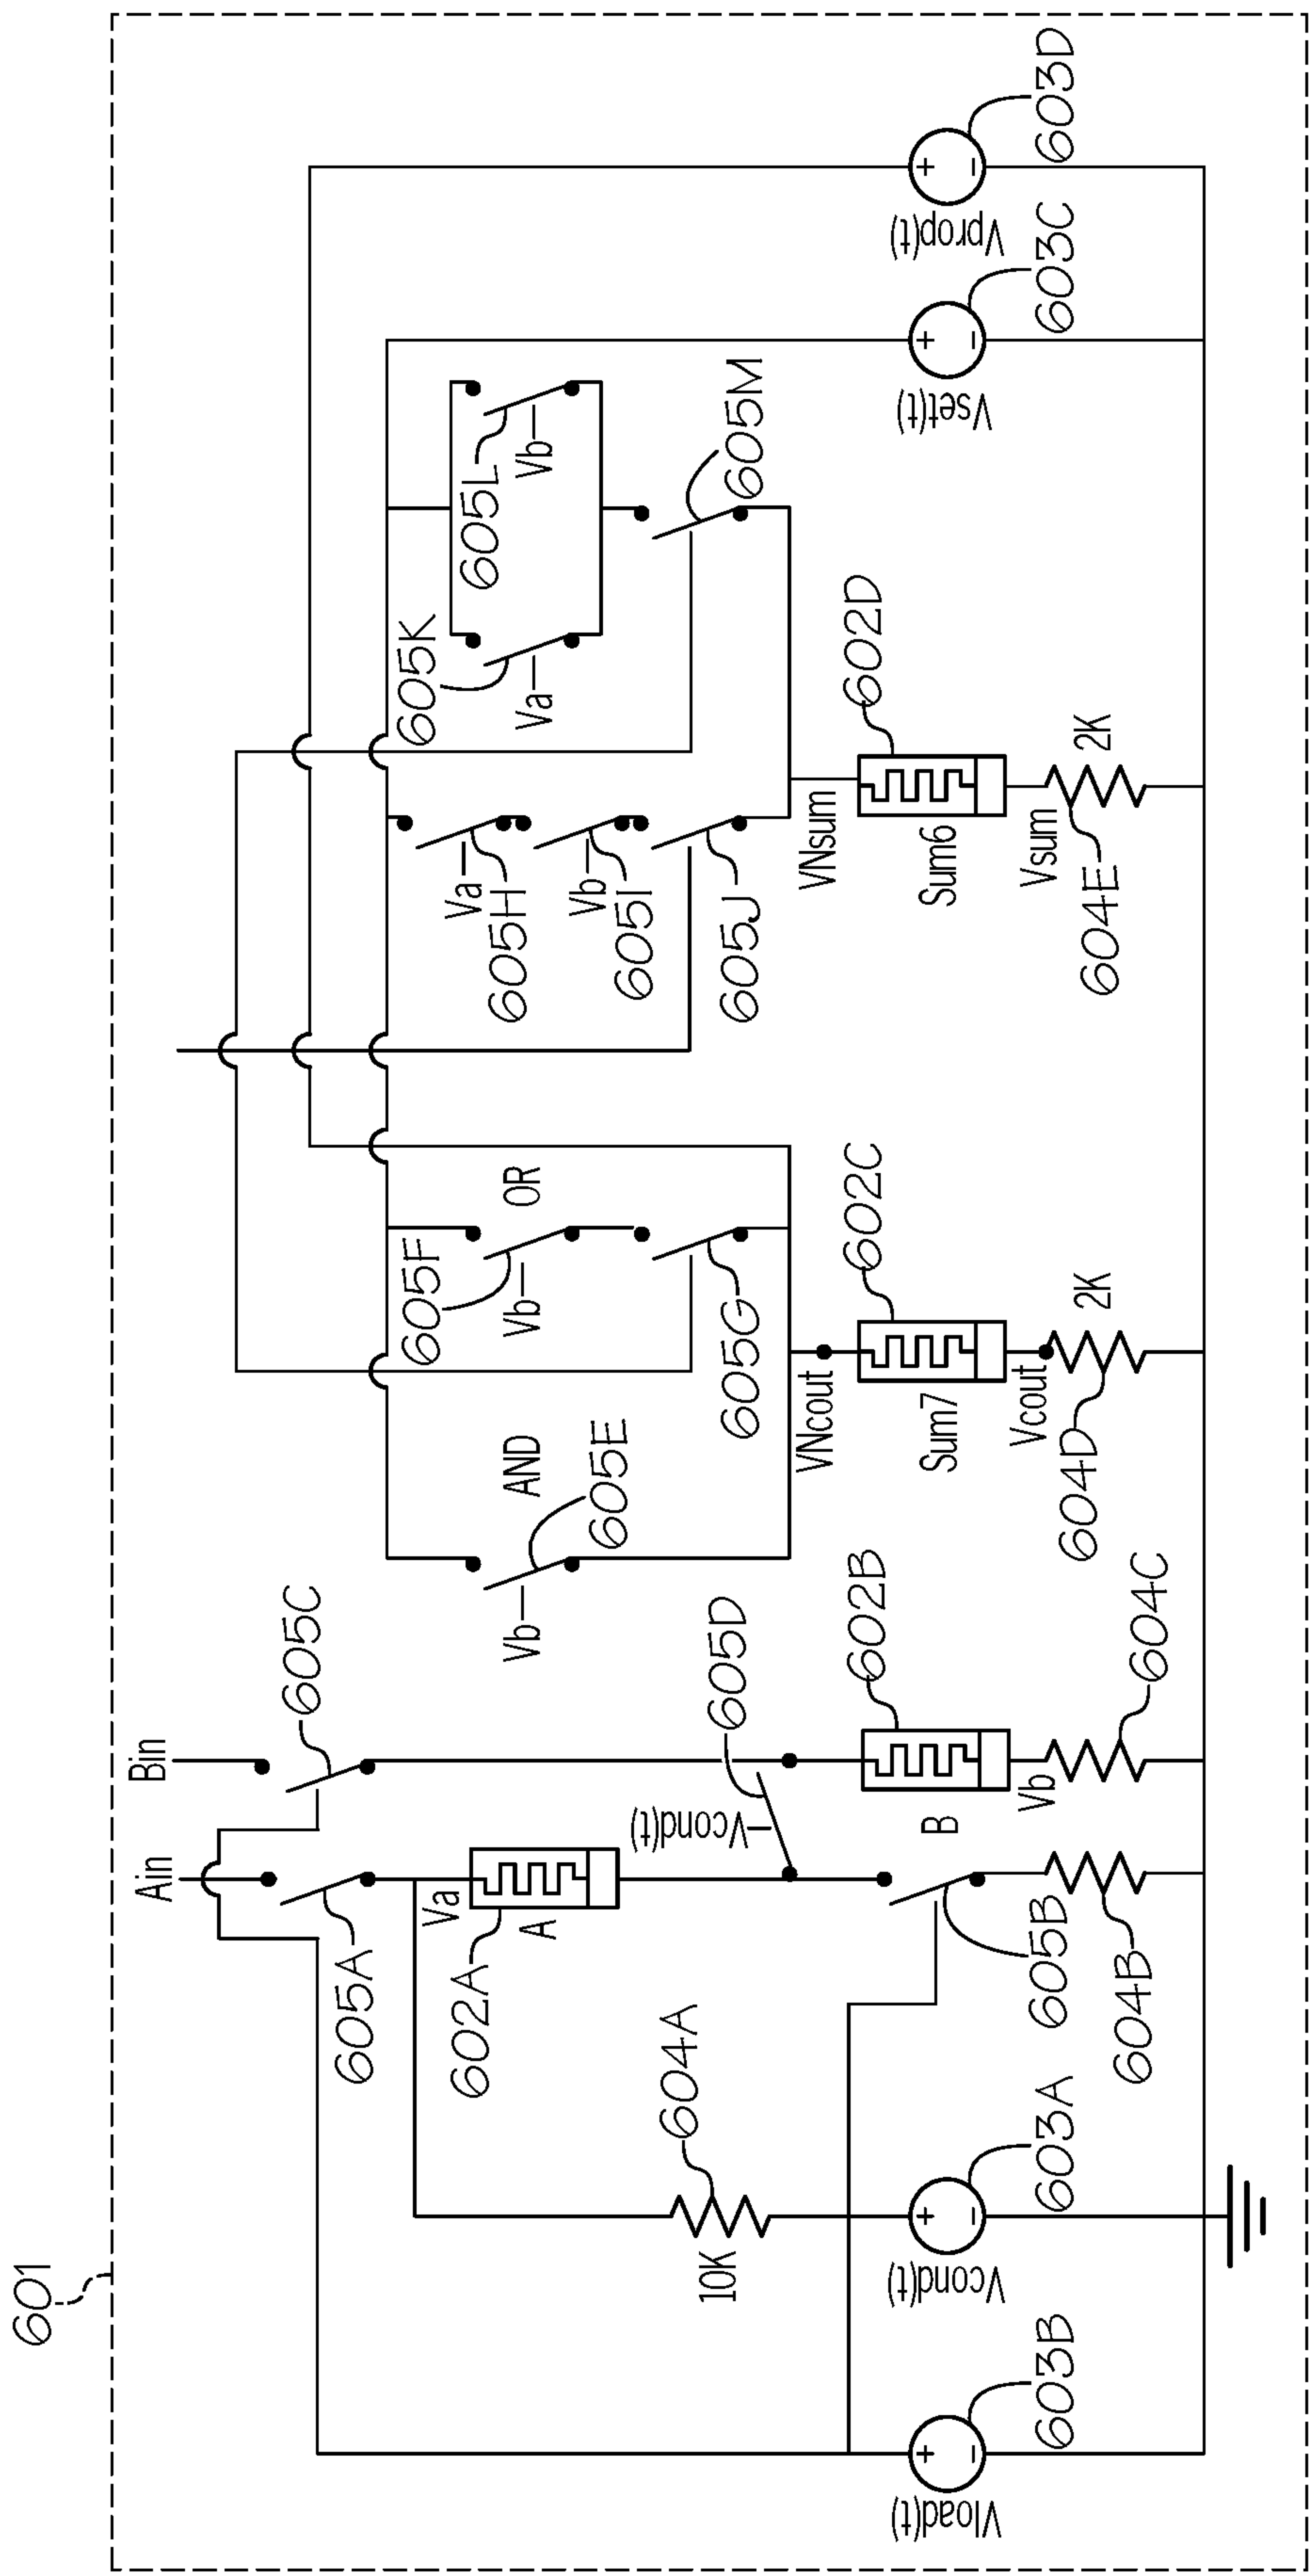 601
Ain
Bin
605C
605A
Va
A
602A
604A
10K
Vcond(t)
605D
B
602B
Vb
604C
605B
604B
Vload(t)
603B
Vcond(t)
603A
Vb
AND
605E
605F
Vb
OR
605G
VNcout
Sum7
602C
Vcout
2K
604D
Va
605H
Vb
605I
605J
605K
Va
605L
Vb
605M
VNsum
Sum6
602D
Vsum
2K
604E
Vset(t)
603C
Vprop(t)
603D